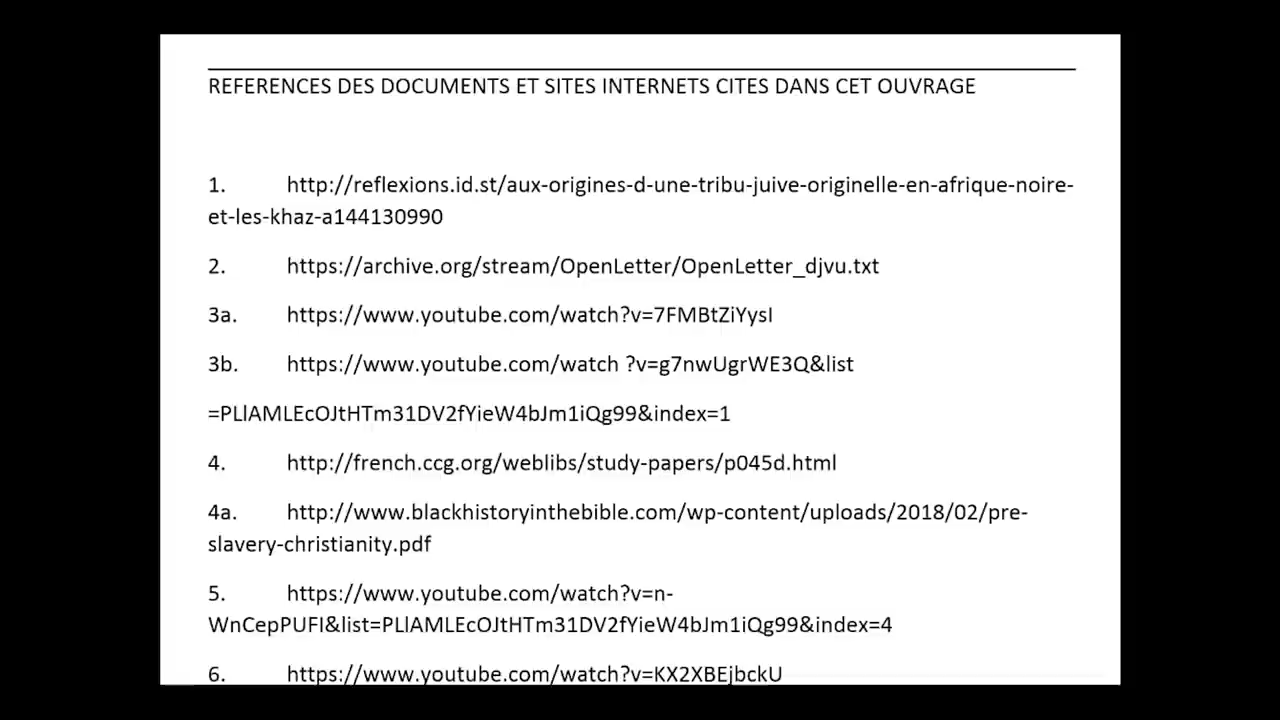 REFERENCES DES DOCUMENTS ET SITES INTERNETS CITES DANS CET OUVRAGE
1. http://reflexions.id.st/aux-origines-d-une-tribu-juive-originelle-en-afrique-noire-
et-les-khaz-a144130990
2. https://archive.org/stream/OpenLetter/OpenLetter_djvu.txt
3a. https://www.youtube.com/watch?v=7FMBtZiYysI
3b. https://www.youtube.com/watch ?v=g7nwUgrWE3Q&list
=PLlAMLEcOJtHTm31DV2fYieW4bJm1iQg99&index=1
4. http://french.ccg.org/weblibs/study-papers/p045d.html
4a. http://www.blackhistoryinthebible.com/wp-content/uploads/2018/02/pre-
slavery-christianity.pdf
5. https://www.youtube.com/watch?v=n-
WnCepPUFI&list=PLlAMLEcOJtHTm31DV2fYieW4bJm1iQg99&index=4
6. https://www.youtube.com/watch?v=KX2XBEjbckU